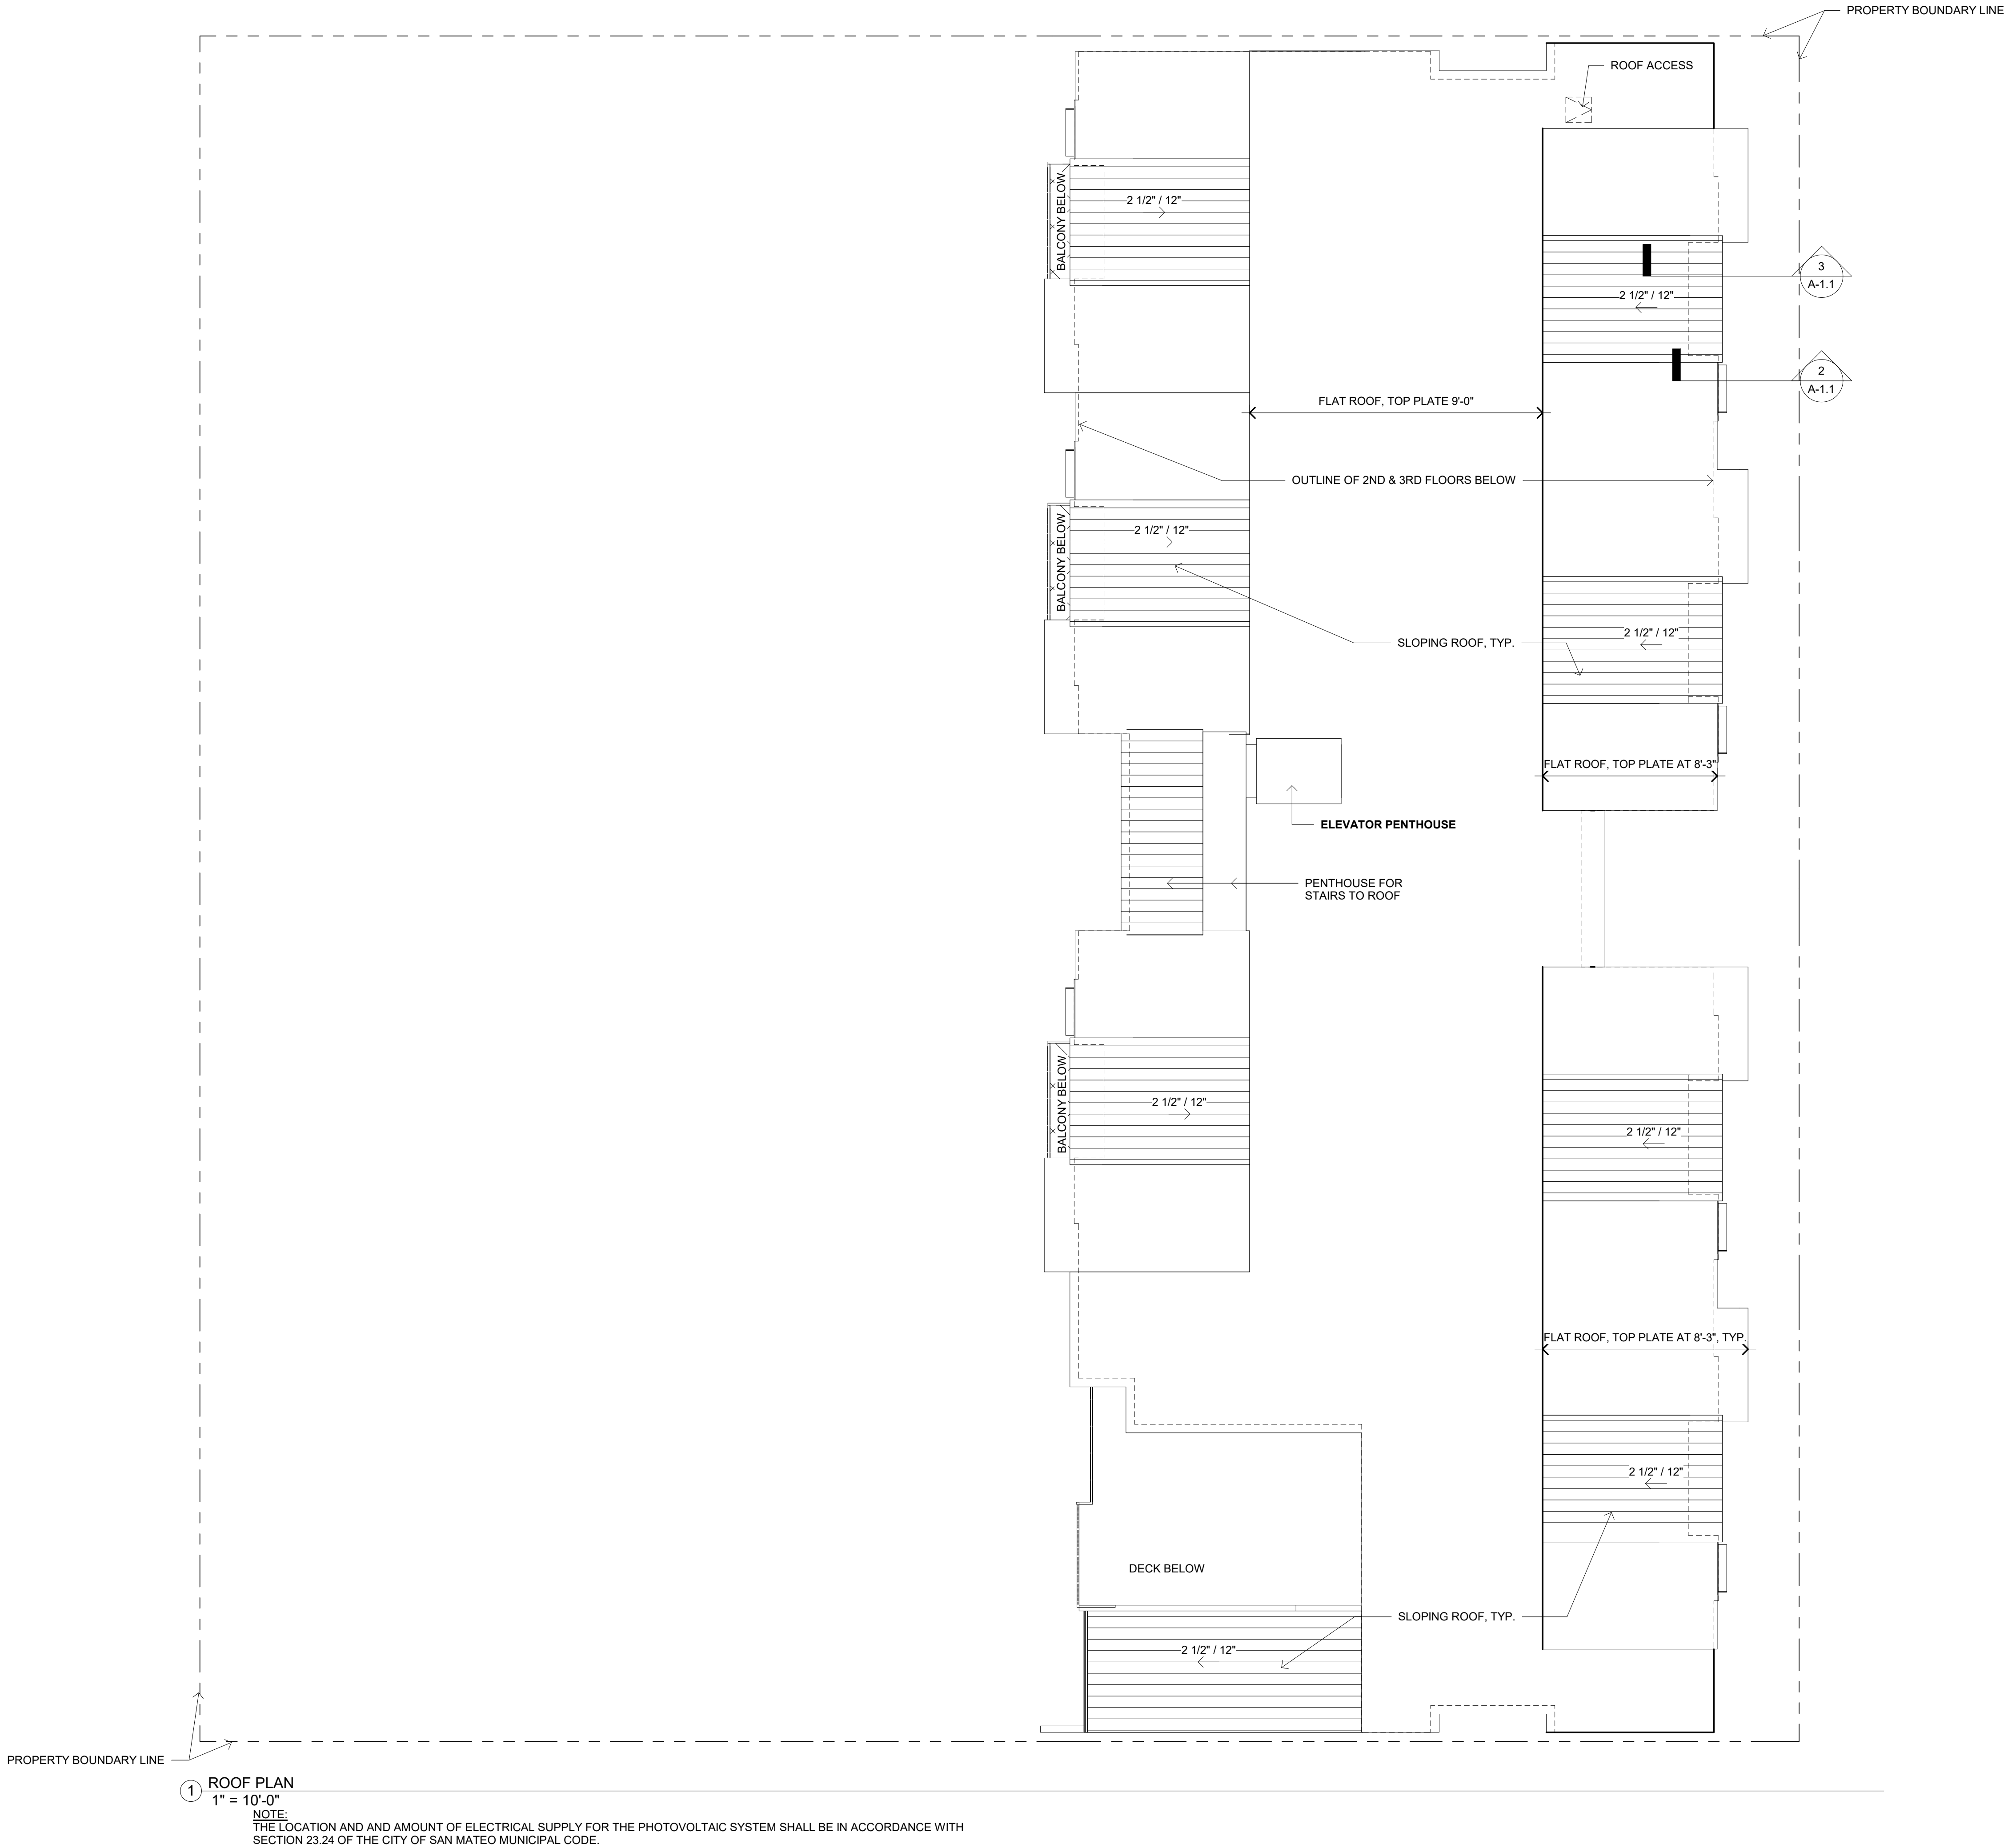 PROPERTY BOUNDARY LINE
ROOF ACCESS
BALCONY BELOW
2 1/2" / 12"
3
A-1.1
2 1/2" / 12"
2
A-1.1
FLAT ROOF, TOP PLATE 9'-0"
OUTLINE OF 2ND & 3RD FLOORS BELOW
BALCONY BELOW
2 1/2" / 12"
SLOPING ROOF, TYP.
2 1/2" / 12"
FLAT ROOF, TOP PLATE AT 8'-3"
ELEVATOR PENTHOUSE
PENTHOUSE FOR
STAIRS TO ROOF
BALCONY BELOW
2 1/2" / 12"
2 1/2" / 12"
FLAT ROOF, TOP PLATE AT 8'-3", TYP.
2 1/2" / 12"
DECK BELOW
SLOPING ROOF, TYP.
2 1/2" / 12"
PROPERTY BOUNDARY LINE
1
ROOF PLAN
1" = 10'-0"
NOTE:
THE LOCATION AND AND AMOUNT OF ELECTRICAL SUPPLY FOR THE PHOTOVOLTAIC SYSTEM SHALL BE IN ACCORDANCE WITH
SECTION 23.24 OF THE CITY OF SAN MATEO MUNICIPAL CODE.